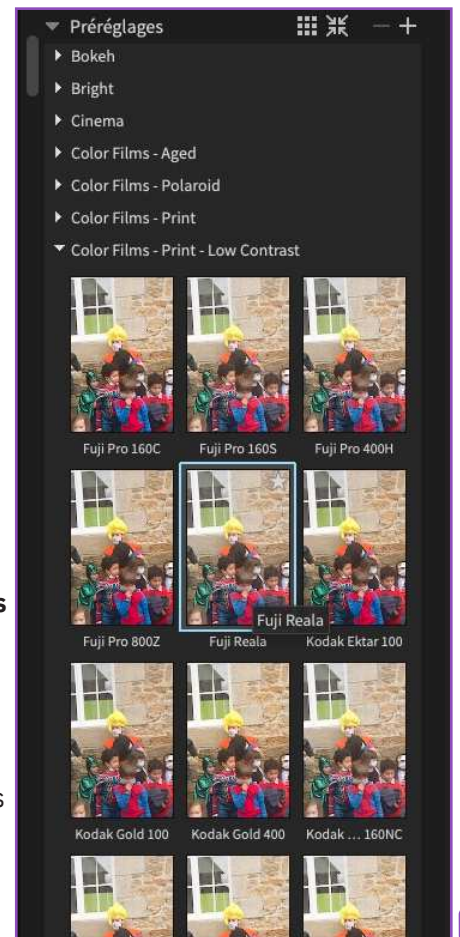 Préréglages
Bokeh
Bright
Cinema
Color Films - Aged
Color Films - Polaroid
Color Films - Print
Color Films - Print - Low Contrast
Fuji Pro 160C Fuji Pro 160S Fuji Pro 400H
s
Fuji Reala
Fuji Pro 800Z Fuji Reala Kodak Ektar 100
s
Kodak Gold 100 Kodak Gold 400 Kodak ... 160NC